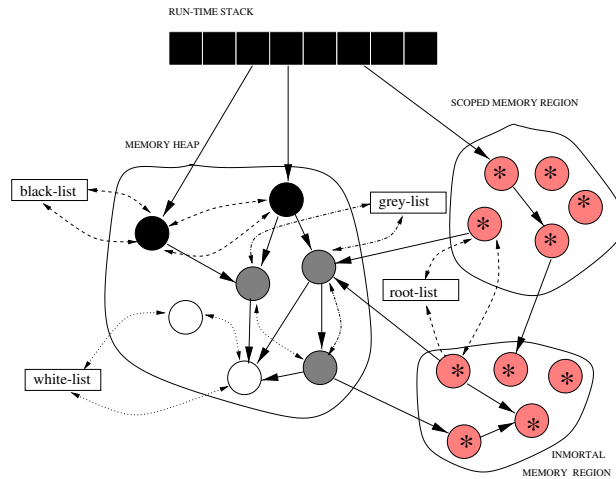 RUN-TIME STACK
SCOPED MEMORY REGION
MEMORY HEAP
black-list
grey-list
root-list
white-list
* * * * *
* * * * *
INMORTAL
MEMORY REGION